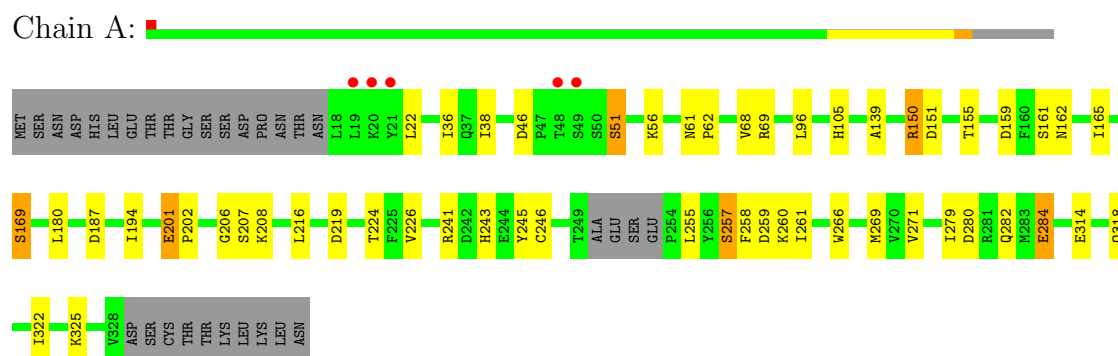 Chain A:
MET SER ASN ASP HIS LEU GLU THR THR GLY SER SER ASP PRO ASN THR ASN L18 L19 K20 Y21 L22 I36 Q37 I38 D46 P47 T48 S49 S50 S51 K56 N61 P62 V68 R69 L96 H105 A139 R150 D151 T155 D159 F160 S161 N162 I165
S169 L180 D187 I194 E201 P202 G206 S207 K208 L216 D219 T224 F225 V226 R241 D242 H243 E244 Y245 C246 T249 ALA GLU SER GLU P254 L255 Y256 S257 F258 D259 K260 I261 W266 M269 V270 V271 I279 D280 R281 Q282 M283 E284 E314
I322 K325 V328 ASP SER CYS THR THR LYS LEU LYS LEU ASN